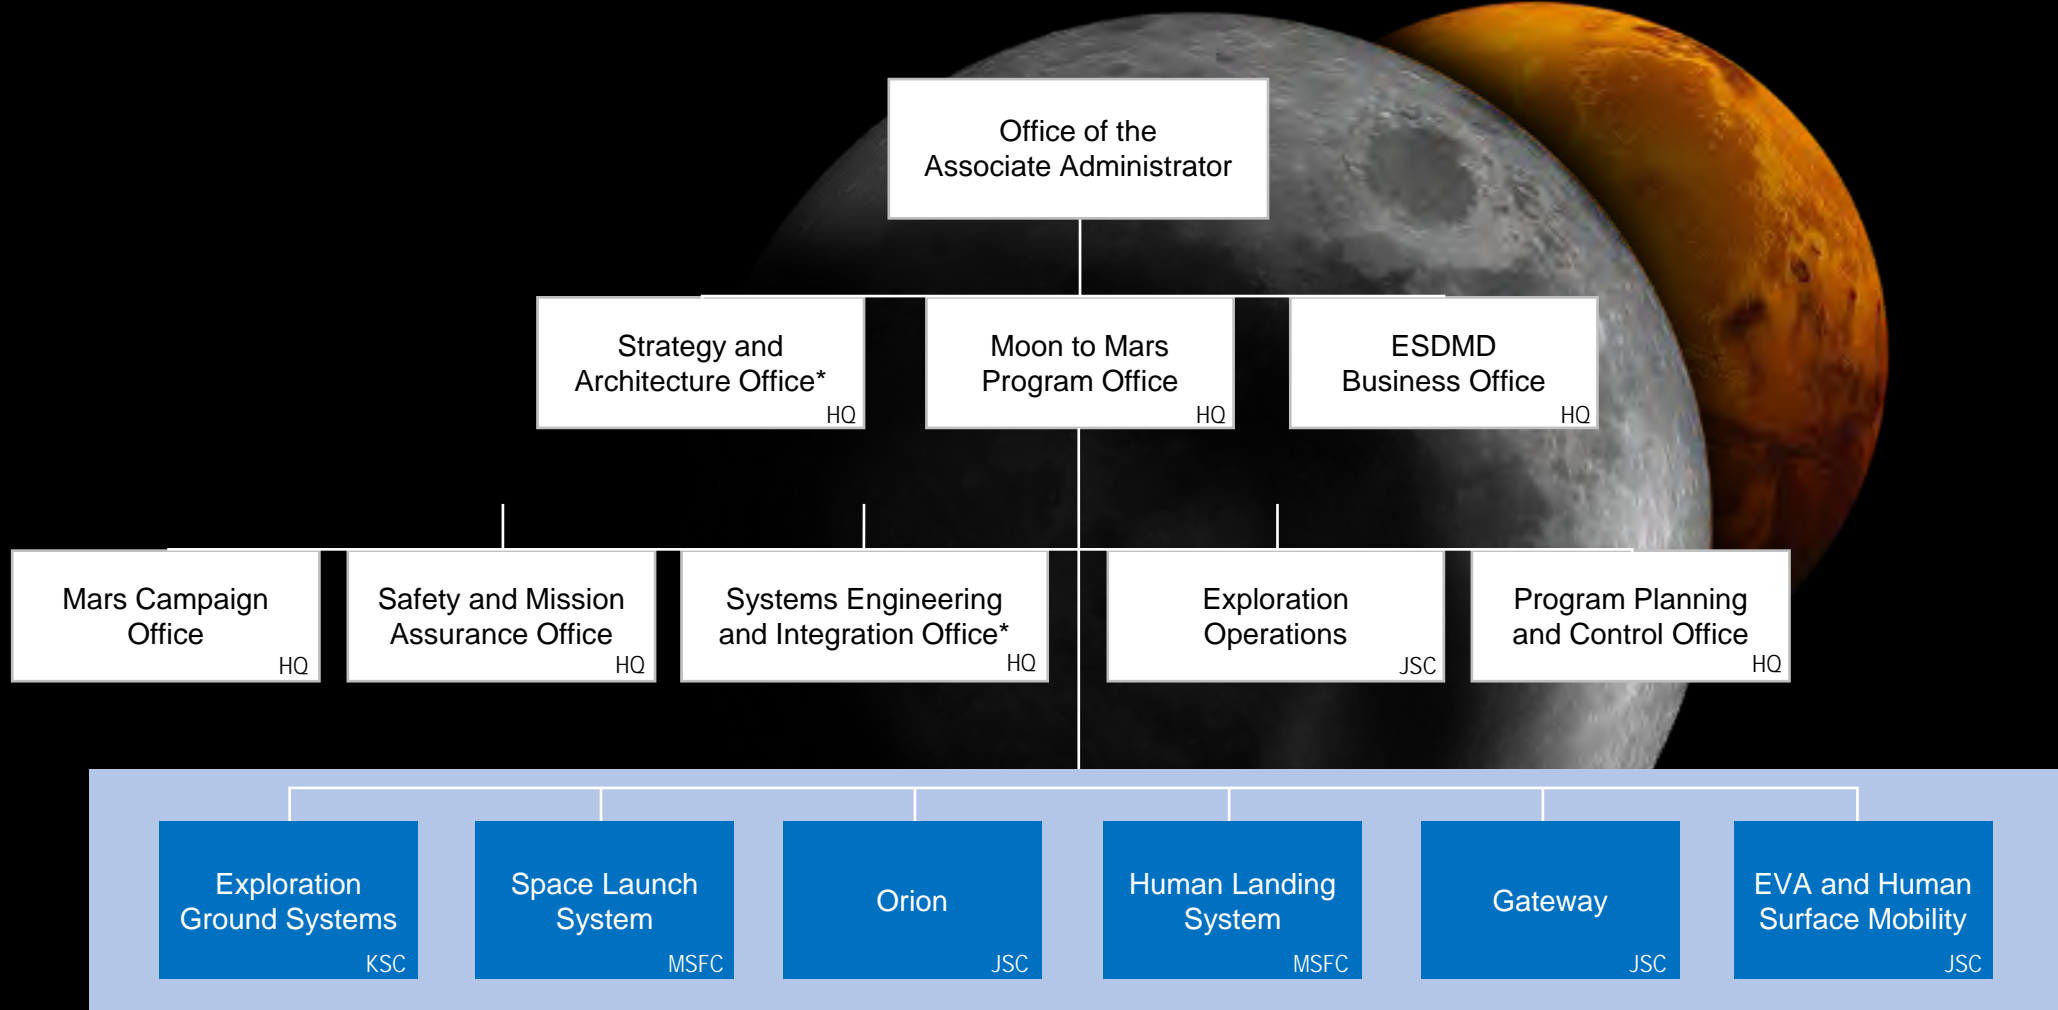 Office of the
Associate Administrator
Strategy and
Architecture Office*
HQ
Moon to Mars
Program Office
HQ
ESDMD
Business Office
HQ
Mars Campaign
Office
HQ
Safety and Mission
Assurance Office
HQ
Systems Engineering
and Integration Office*
HQ
Exploration
Operations
JSC
Program Planning
and Control Office
HQ
Exploration
Ground Systems
KSC
Space Launch
System
MSFC
Orion
JSC
Human Landing
System
MSFC
Gateway
JSC
EVA and Human
Surface Mobility
JSC